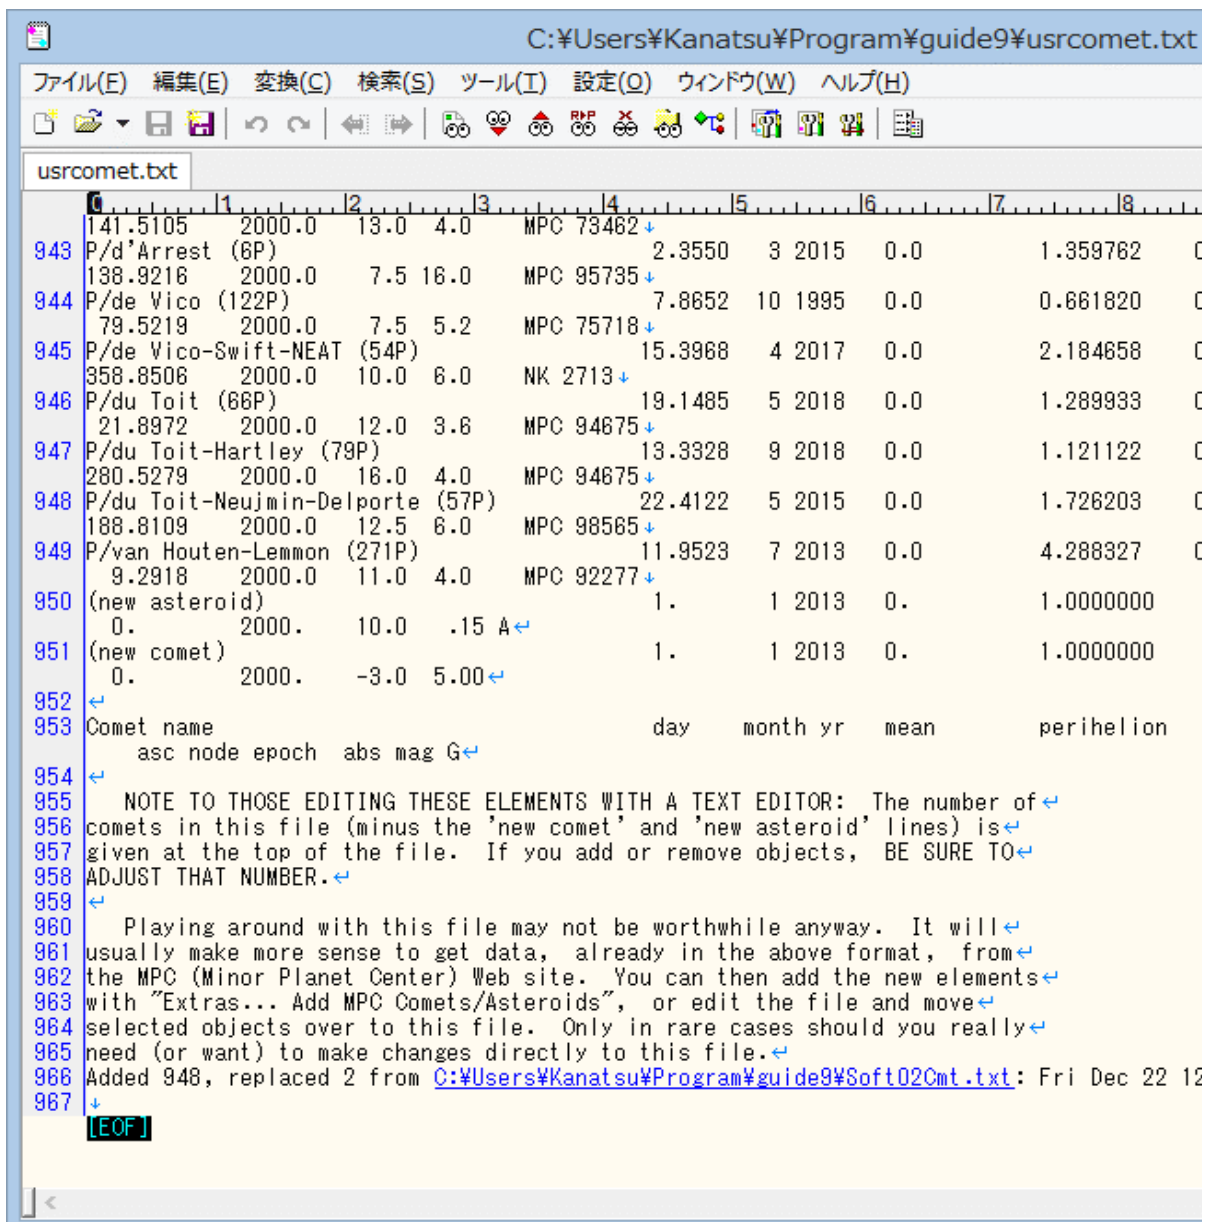 C:¥Users¥Kanatsu¥Program¥guide9¥usrcomet.txt
ファイル(F) 編集(E) 変換(C) 検索(S) ツール(T) 設定(O) ウィンドウ(W) ヘルプ(H)
usrcomet.txt
0 1 2 3 4 5 6 7 8
141.5105 2000.0 13.0 4.0 MPC 73462↓
943 P/d'Arrest (6P) 2.3550 3 2015 0.0 1.359762 0
138.9216 2000.0 7.5 16.0 MPC 95735↓
944 P/de Vico (122P) 7.8652 10 1995 0.0 0.661820 0
79.5219 2000.0 7.5 5.2 MPC 75718↓
945 P/de Vico-Swift-NEAT (54P) 15.3968 4 2017 0.0 2.184658 0
358.8506 2000.0 10.0 6.0 NK 2713↓
946 P/du Toit (66P) 19.1485 5 2018 0.0 1.289933 0
21.8972 2000.0 12.0 3.6 MPC 94675↓
947 P/du Toit-Hartley (79P) 13.3328 9 2018 0.0 1.121122 0
280.5279 2000.0 16.0 4.0 MPC 94675↓
948 P/du Toit-Neujmin-Delporte (57P) 22.4122 5 2015 0.0 1.726203 0
188.8109 2000.0 12.5 6.0 MPC 98565↓
949 P/van Houten-Lemmon (271P) 11.9523 7 2013 0.0 4.288327 0
9.2918 2000.0 11.0 4.0 MPC 92277↓
950 (new asteroid) 1. 1 2013 0. 1.0000000
0. 2000. 10.0 .15 A↵
951 (new comet) 1. 1 2013 0. 1.0000000
0. 2000. -3.0 5.00↵
952 ↵
953 Comet name day month yr mean perihelion
asc node epoch abs mag G↵
954 ↵
955 NOTE TO THOSE EDITING THESE ELEMENTS WITH A TEXT EDITOR: The number of↵
956 comets in this file (minus the 'new comet' and 'new asteroid' lines) is↵
957 given at the top of the file. If you add or remove objects, BE SURE TO↵
958 ADJUST THAT NUMBER.↵
959 ↵
960 Playing around with this file may not be worthwhile anyway. It will↵
961 usually make more sense to get data, already in the above format, from↵
962 the MPC (Minor Planet Center) Web site. You can then add the new elements↵
963 with "Extras... Add MPC Comets/Asteroids", or edit the file and move↵
964 selected objects over to this file. Only in rare cases should you really↵
965 need (or want) to make changes directly to this file.↵
966 Added 948, replaced 2 from C:¥Users¥Kanatsu¥Program¥guide9¥Soft02Cmt.txt: Fri Dec 22 12
967 ↓
[EOF]